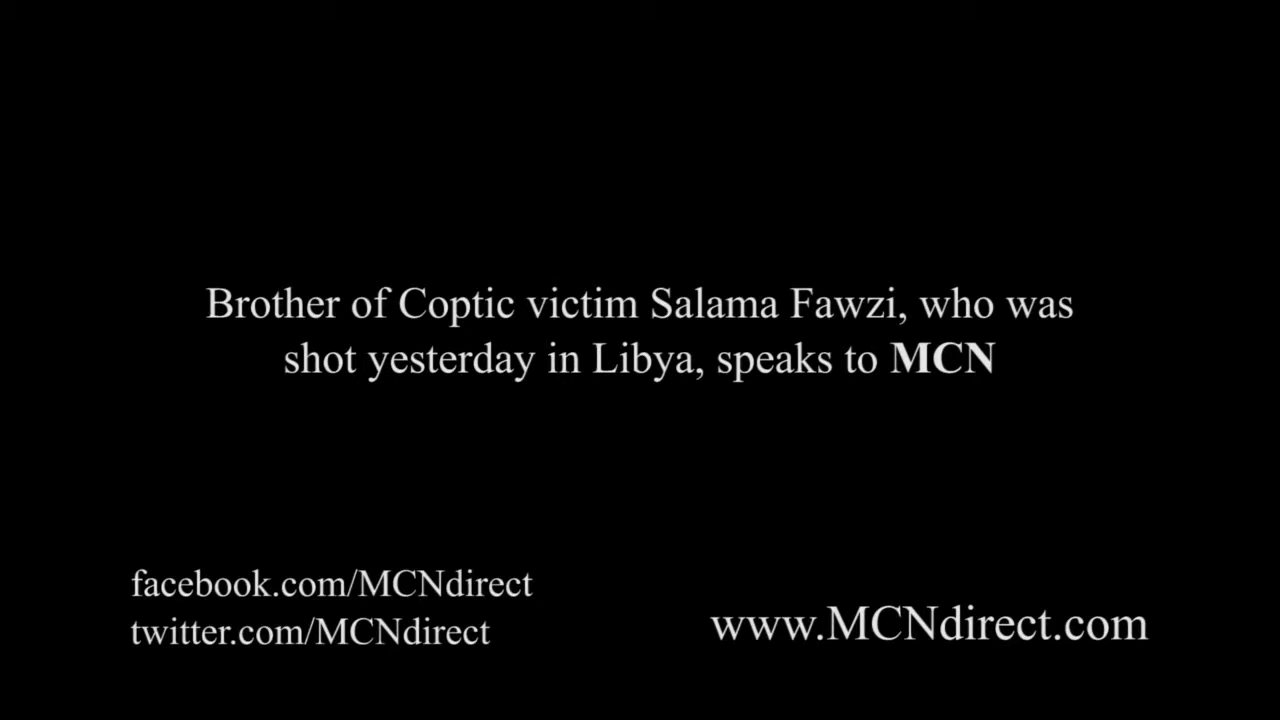 Brother of Coptic victim Salama Fawzi, who was
shot yesterday in Libya, speaks to MCN
facebook.com/MCNdirect
twitter.com/MCNdirect
www.MCNdirect.com